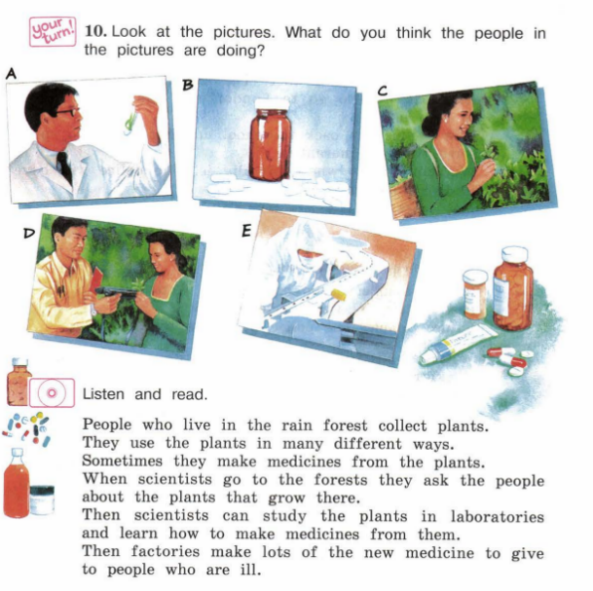 your turn!
10. Look at the pictures. What do you think the people in
the pictures are doing?
A
B
C
D
E
Listen and read.
People who live in the rain forest collect plants.
They use the plants in many different ways.
Sometimes they make medicines from the plants.
When scientists go to the forests they ask the people
about the plants that grow there.
Then scientists can study the plants in laboratories
and learn how to make medicines from them.
Then factories make lots of the new medicine to give
to people who are ill.